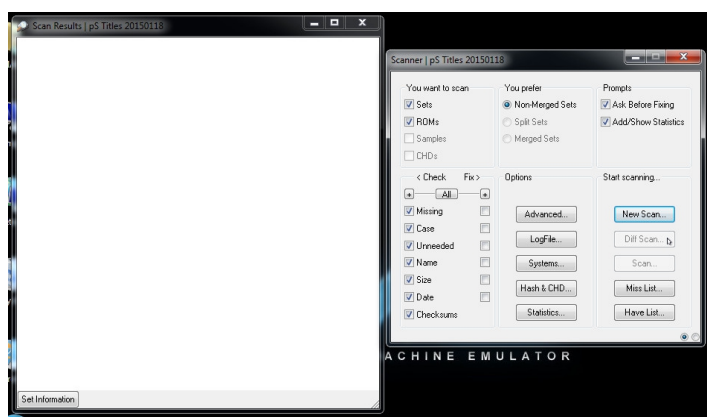 Scan Results | pS Titles 20150118
Set Information
Scanner | pS Titles 20150118
You want to scan
Sets
ROMs
Samples
CHDs
You prefer
Non-Merged Sets
Split Sets
Merged Sets
Prompts
Ask Before Fixing
Add/Show Statistics
< Check Fix >
+ All +
Missing
Case
Unneeded
Name
Size
Date
Checksums
Options
Advanced...
LogFile...
Systems...
Hash & CHD...
Statistics...
Start scanning...
New Scan...
Diff Scan...
Scan...
Miss List...
Have List...
ACHINE EMULATOR